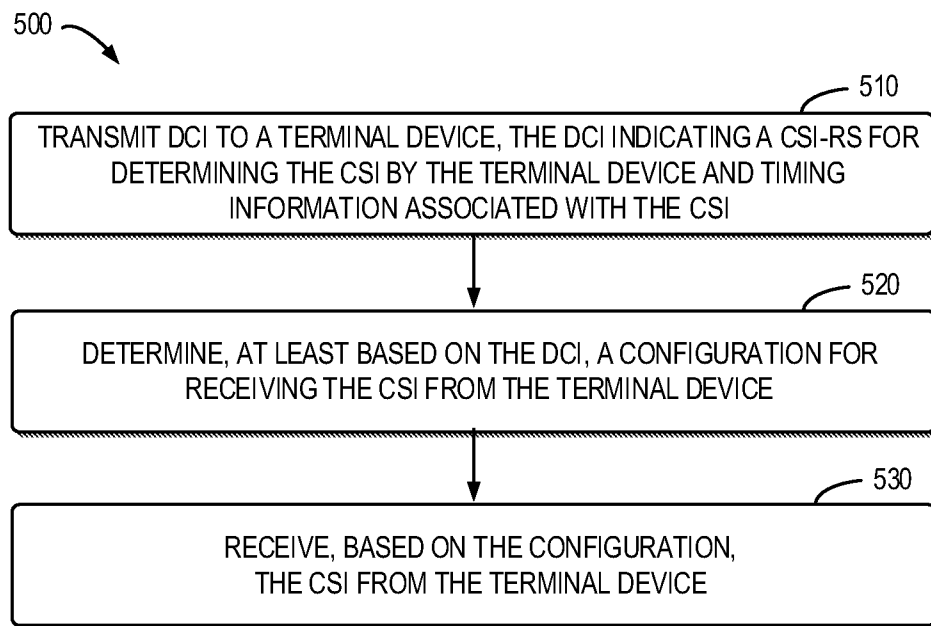 500
510
TRANSMIT DCI TO A TERMINAL DEVICE, THE DCI INDICATING A CSI-RS FOR
DETERMINING THE CSI BY THE TERMINAL DEVICE AND TIMING
INFORMATION ASSOCIATED WITH THE CSI
520
DETERMINE, AT LEAST BASED ON THE DCI, A CONFIGURATION FOR
RECEIVING THE CSI FROM THE TERMINAL DEVICE
530
RECEIVE, BASED ON THE CONFIGURATION,
THE CSI FROM THE TERMINAL DEVICE